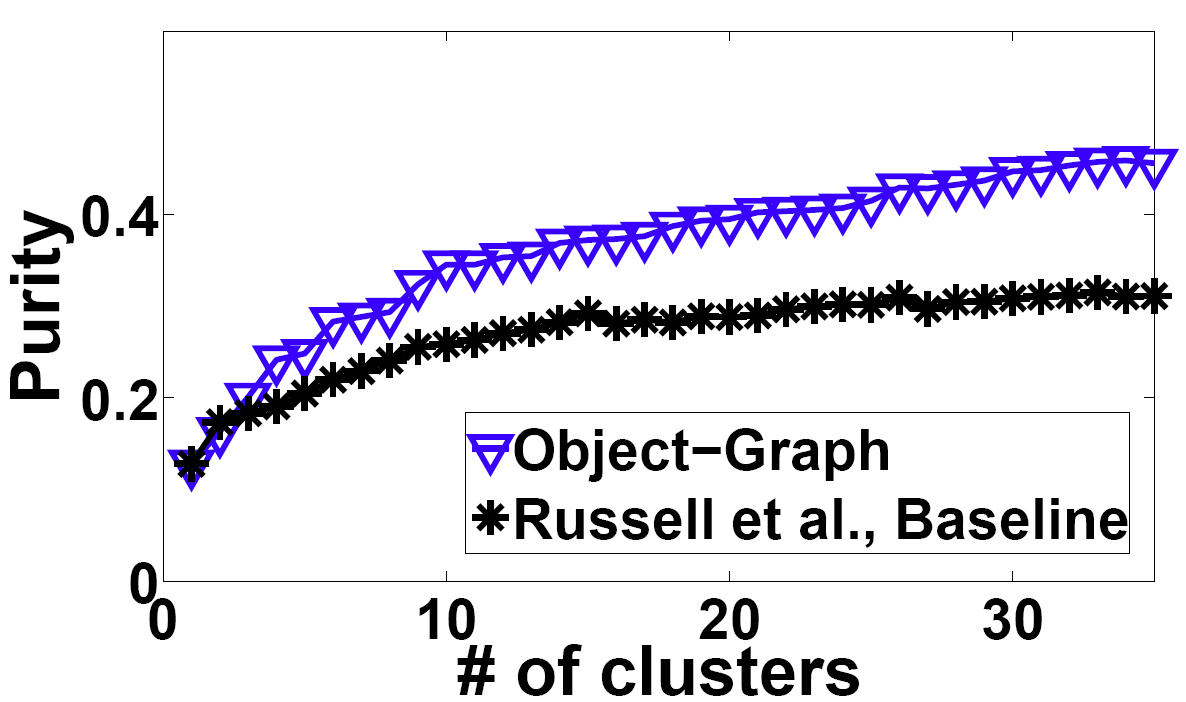 Purity
0.4
0.2
0
0 10 20 30
# of clusters
Object−Graph
Russell et al., Baseline